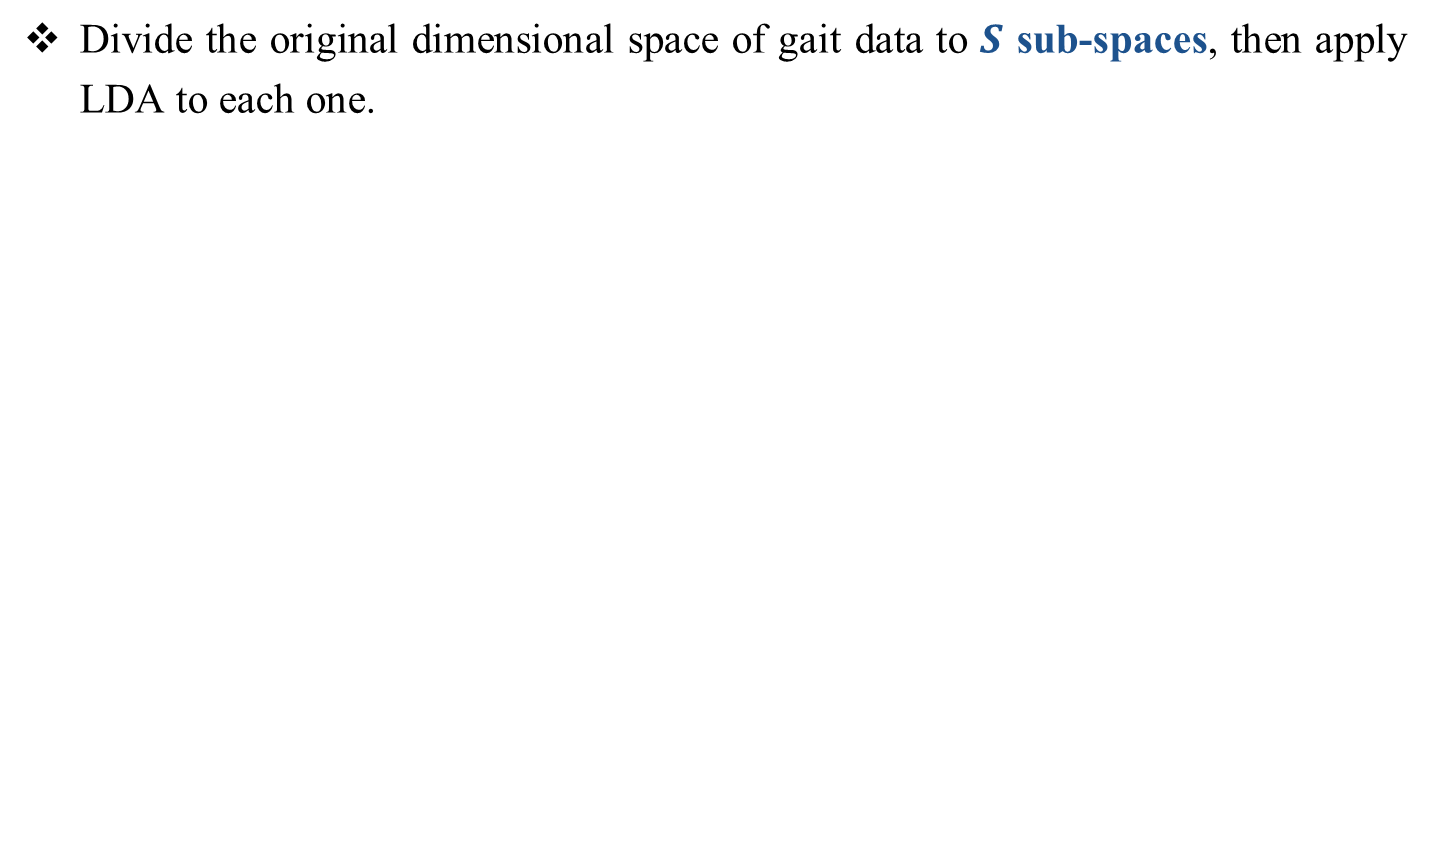 ❖ Divide the original dimensional space of gait data to S sub-spaces, then apply
LDA to each one.